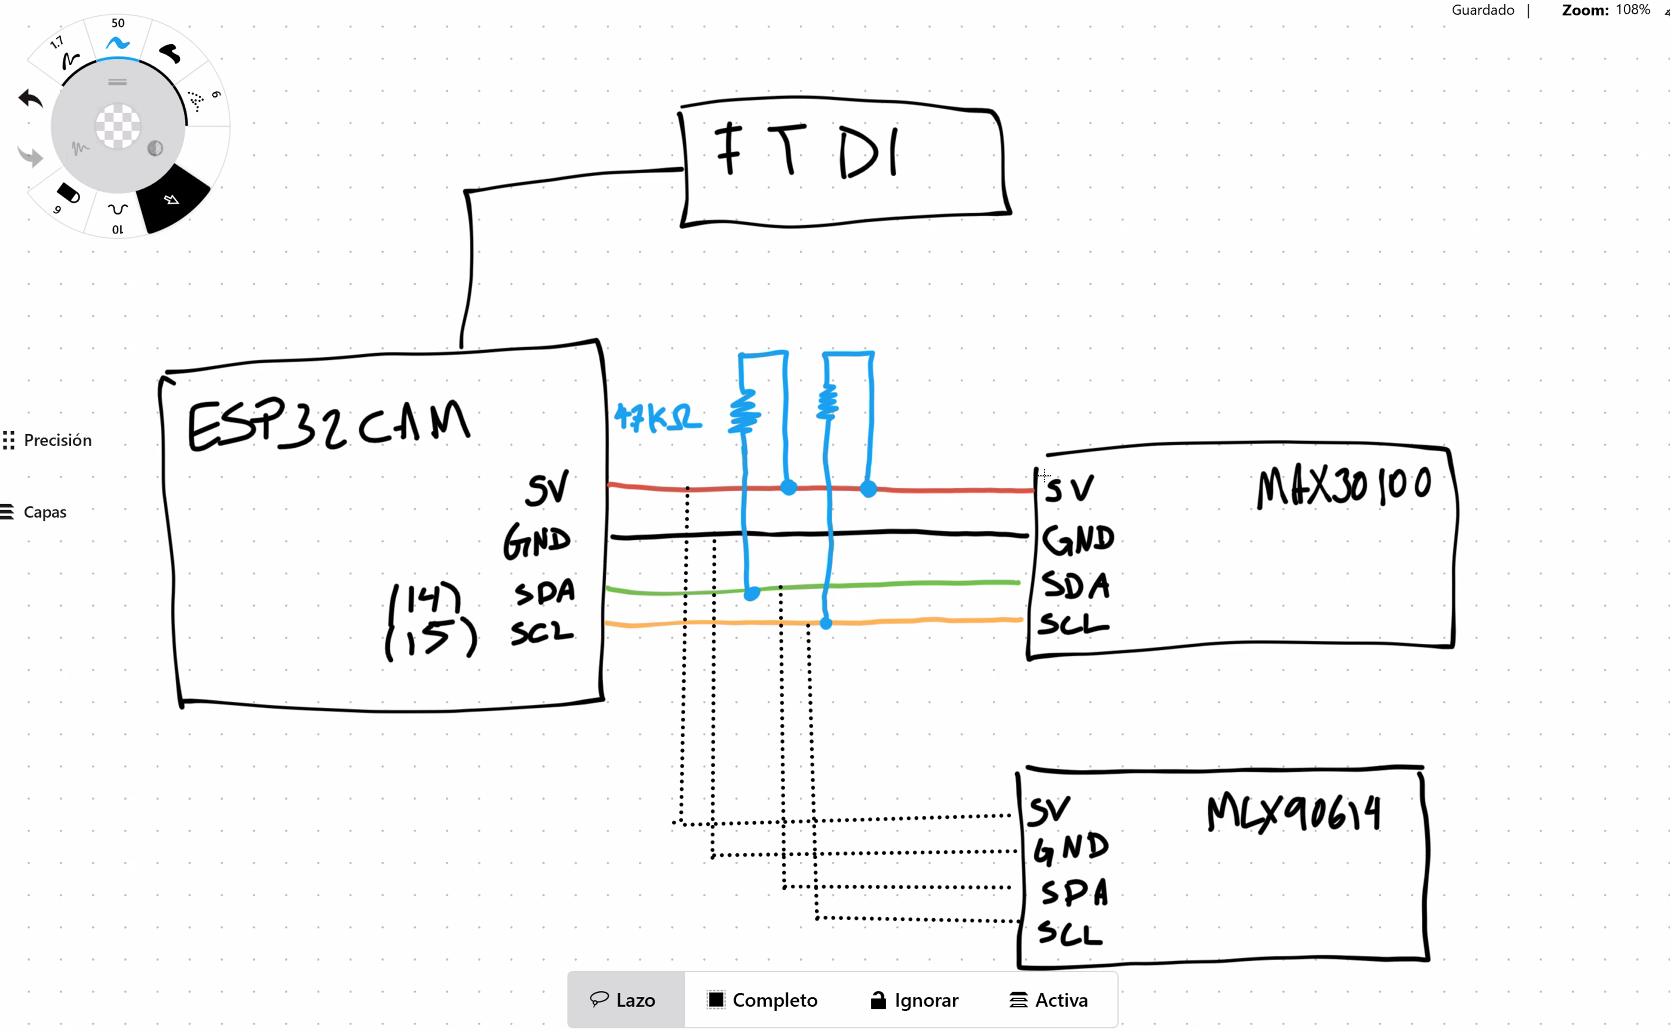 Guardado | Zoom: 108%
50
1.7
6
9
10
FTDI
Precisión
Capas
ESP32CAM
47KΩ
5V
GND
(14) SDA
(15) SCL
5V MAX30100
GND
SDA
SCL
5V MLX90614
GND
SDA
SCL
Lazo Completo Ignorar Activa